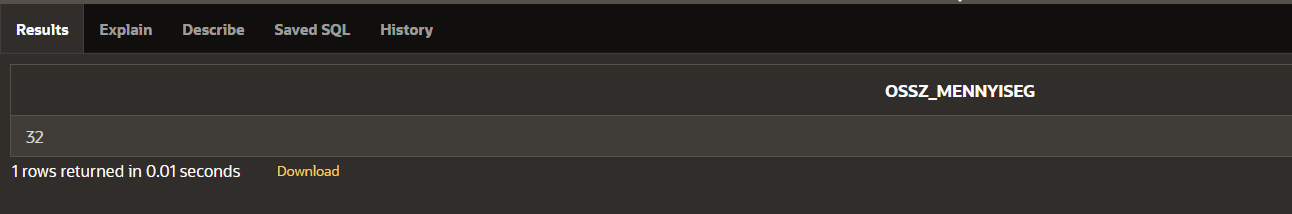 Results Explain Describe Saved SQL History
OSSZ_MENNYISEG
32
1 rows returned in 0.01 seconds Download